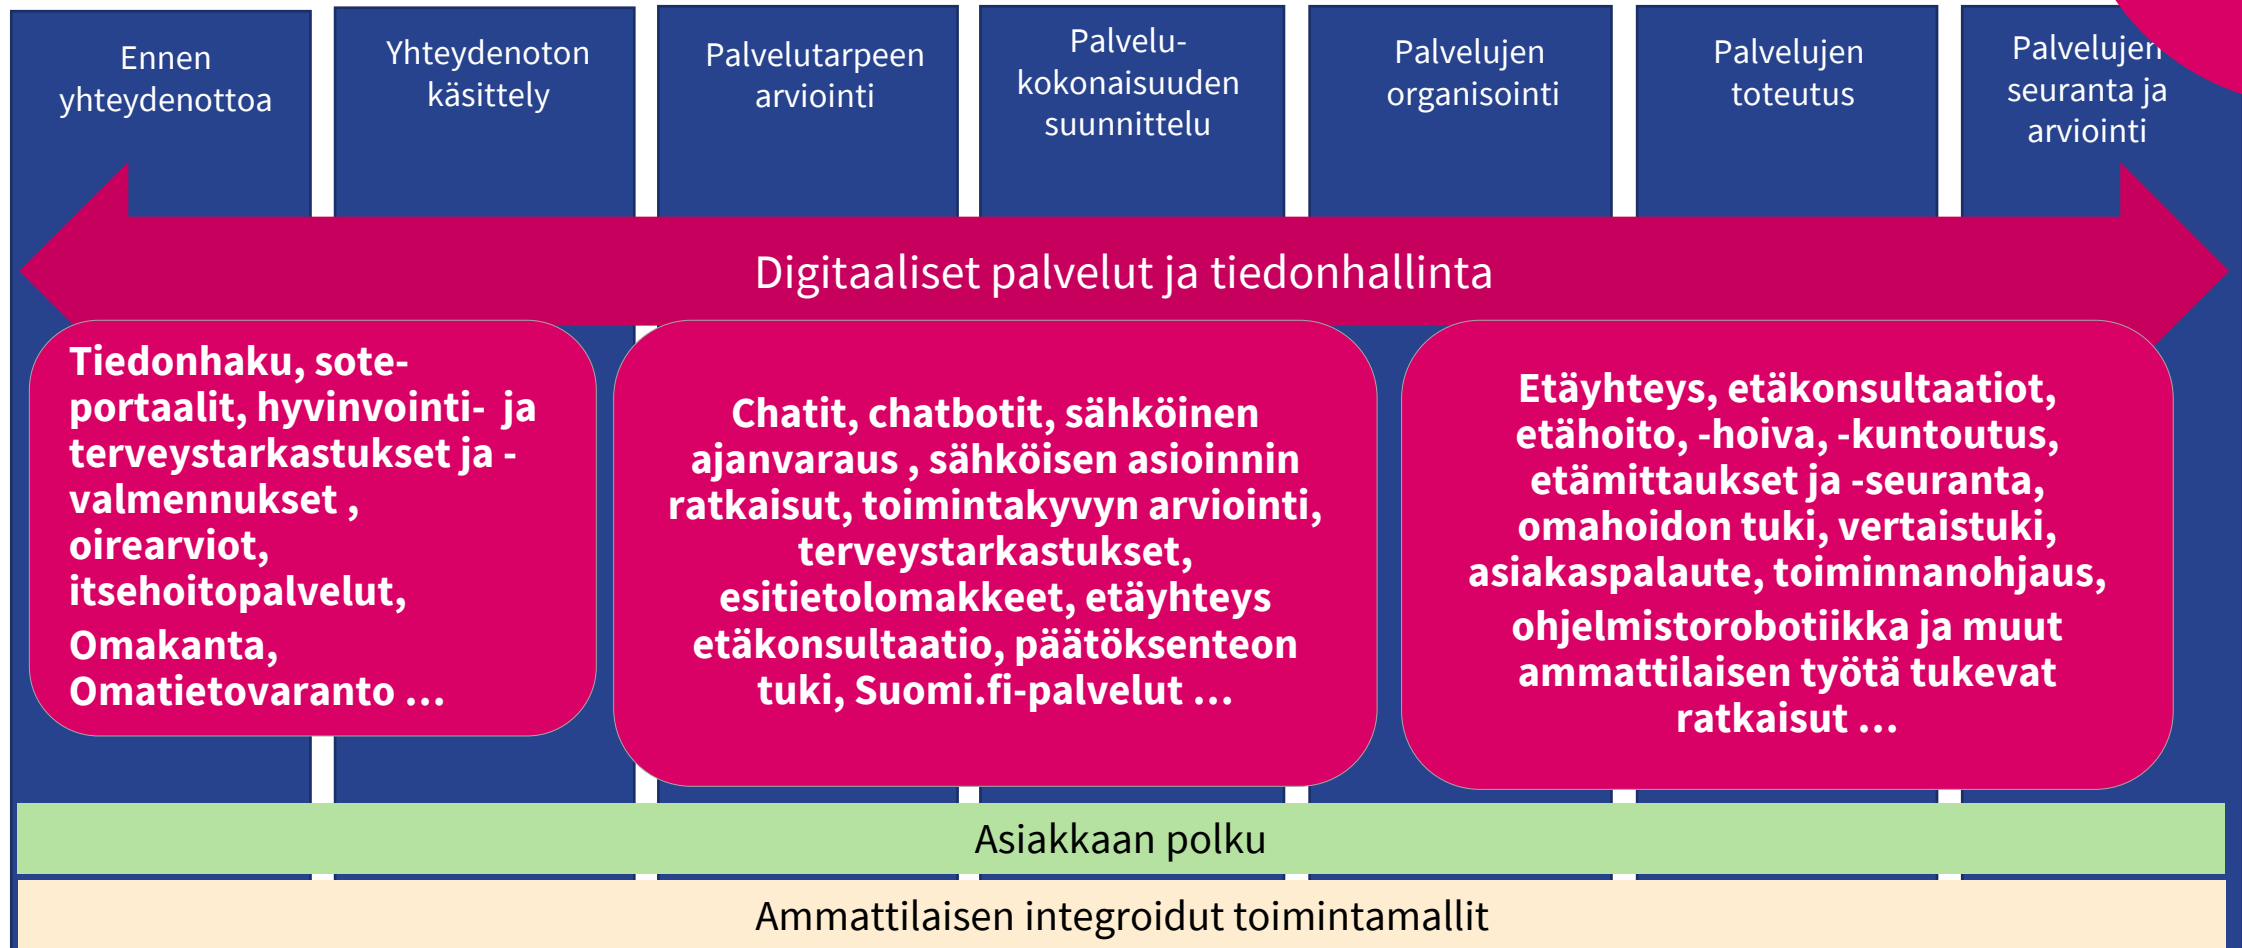 Ennen
yhteydenottoa
Yhteydenoton
käsittely
Palvelutarpeen
arviointi
Palvelu-
kokonaisuuden
suunnittelu
Palvelujen
organisointi
Palvelujen
toteutus
Palvelujen
seuranta ja
arviointi
Digitaaliset palvelut ja tiedonhallinta
Tiedonhaku, sote-
portaalit, hyvinvointi- ja
terveystarkastukset ja -
valmennukset ,
oirearviot,
itsehoitopalvelut,
Omakanta,
Omatietovaranto ...
Chatit, chatbotit, sähköinen
ajanvaraus , sähköisen asioinnin
ratkaisut, toimintakyvyn arviointi,
terveystarkastukset,
esitietolomakkeet, etäyhteys
etäkonsultaatio, päätöksenteon
tuki, Suomi.fi-palvelut ...
Etäyhteys, etäkonsultaatiot,
etähoito, -hoiva, -kuntoutus,
etämittaukset ja -seuranta,
omahoidon tuki, vertaistuki,
asiakaspalaute, toiminnanohjaus,
ohjelmistorobotiikka ja muut
ammattilaisen työtä tukevat
ratkaisut ...
Asiakkaan polku
Ammattilaisen integroidut toimintamallit